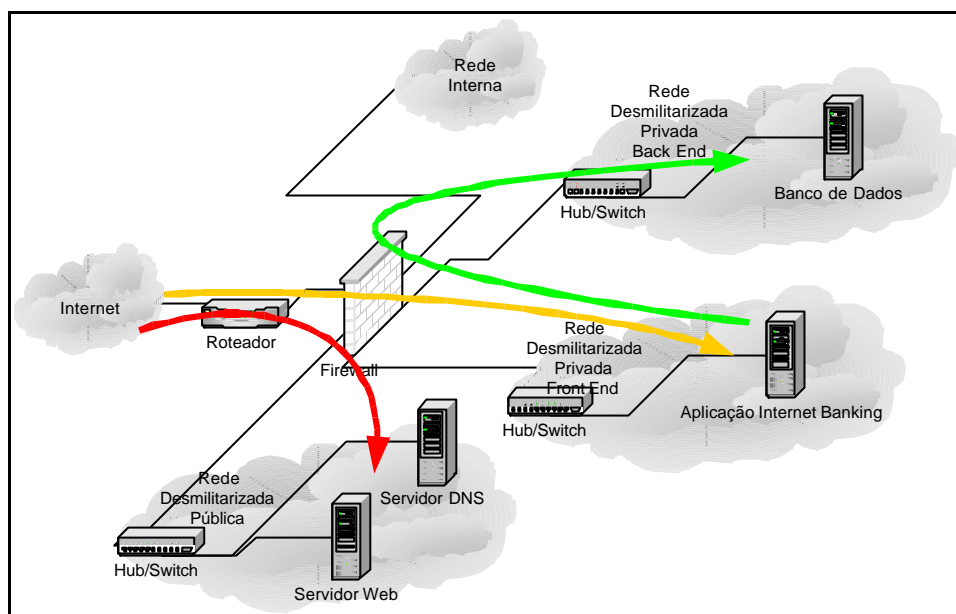 Rede
Interna
Rede
Desmilitarizada
Privada
Back End
Hub/Switch
Banco de Dados
Internet
Roteador
Firewall
Rede
Desmilitarizada
Privada
Front End
Hub/Switch
Aplicação Internet Banking
Rede
Desmilitarizada
Pública
Servidor DNS
Hub/Switch
Servidor Web